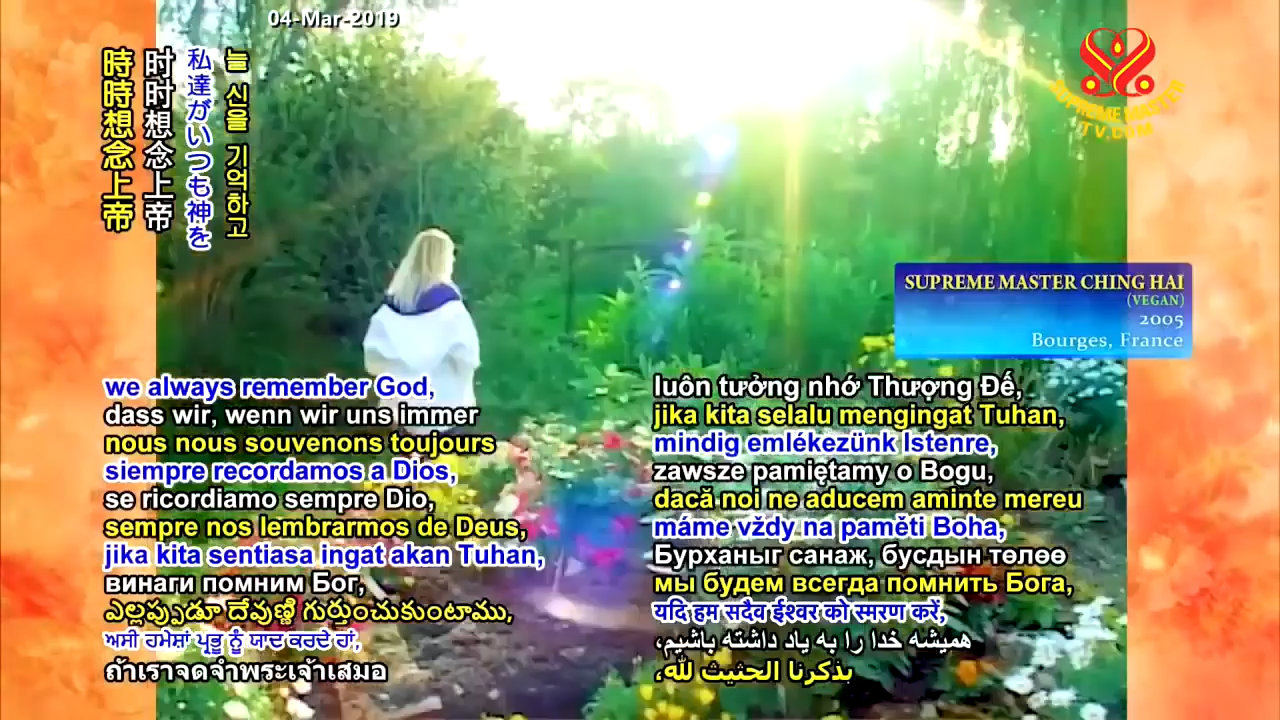 04-Mar-2019
SUPREME MASTER
TV.COM
時時想念上帝
时时想念上帝
私達がいつも神を
늘 신을 기억하고
SUPREME MASTER CHING HAI
(VEGAN)
2005
Bourges, France
we always remember God,
dass wir, wenn wir uns immer
nous nous souvenons toujours
siempre recordamos a Dios,
se ricordiamo sempre Dio,
sempre nos lembrarmos de Deus,
jika kita sentiasa ingat akan Tuhan,
винаги помним Бог,
ఎల్లప్పుడూ దేవుణ్ణి గుర్తుంచుకుంటాము,
ਅਸੀ ਹਮੇਸ਼ਾਂ ਪ੍ਰਭੂ ਨੂੰ ਯਾਦ ਕਰਦੇ ਹਾਂ,
ถ้าเราจดจำพระเจ้าเสมอ
luôn tưởng nhớ Thượng Đế,
jika kita selalu mengingat Tuhan,
mindig emlékezünk Istenre,
zawsze pamiętamy o Bogu,
dacă noi ne aducem aminte mereu
máme vždy na paměti Boha,
Бурханыг санаж, бусдын төлөө
мы будем всегда помнить Бога,
यदि हम सदैव ईश्वर को स्मरण करें,
همیشه خدا را به یاد داشته باشیم،
بذكرنا الحثيث لله،